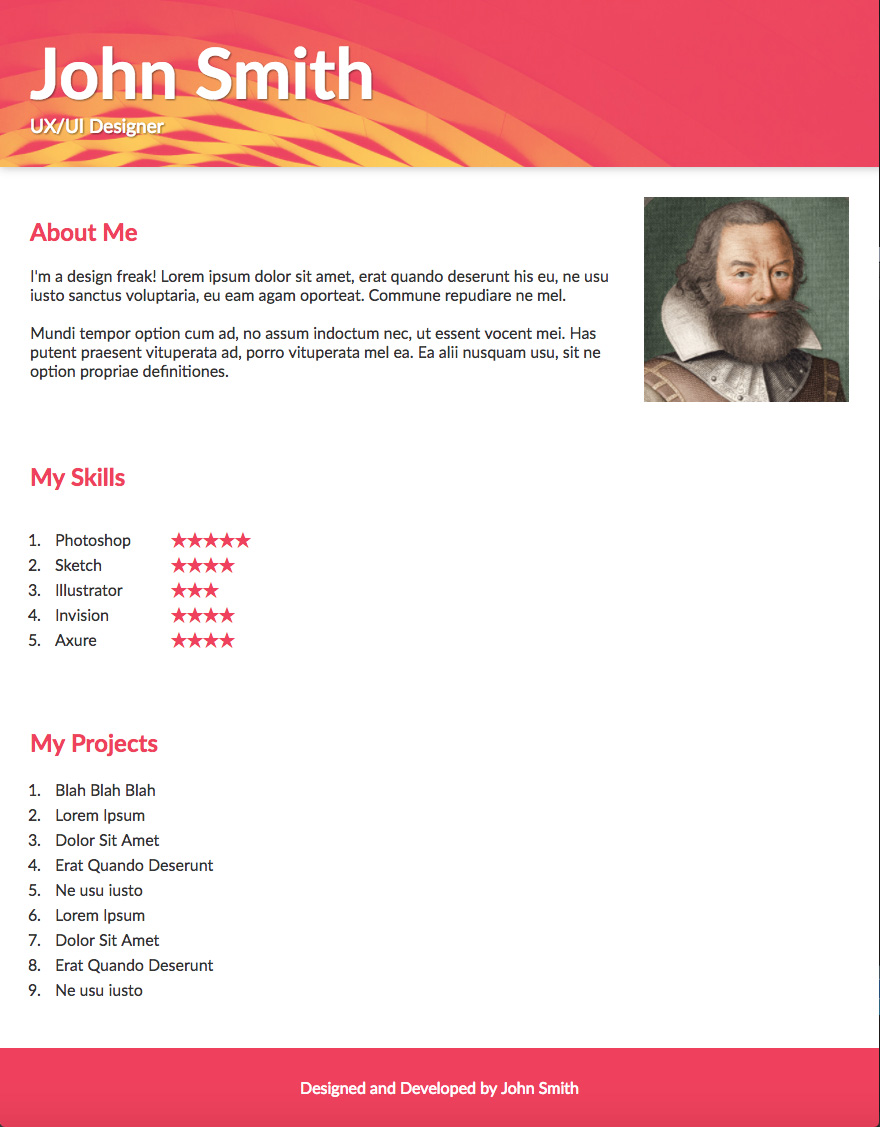 John Smith
UX/UI Designer
About Me
I'm a design freak! Lorem ipsum dolor sit amet, erat quando deserunt his eu, ne usu
iusto sanctus voluptaria, eu eam agam oporteat. Commune repudiare ne mel.
Mundi tempor option cum ad, no assum indoctum nec, ut essent vocent mei. Has
putent praesent vituperata ad, porro vituperata mel ea. Ea alii nusquam usu, sit ne
option propriae definitiones.
My Skills
1. Photoshop ★★★★★
2. Sketch ★★★★
3. Illustrator ★★★
4. Invision ★★★★
5. Axure ★★★★
My Projects
1. Blah Blah Blah
2. Lorem Ipsum
3. Dolor Sit Amet
4. Erat Quando Deserunt
5. Ne usu iusto
6. Lorem Ipsum
7. Dolor Sit Amet
8. Erat Quando Deserunt
9. Ne usu iusto
Designed and Developed by John Smith